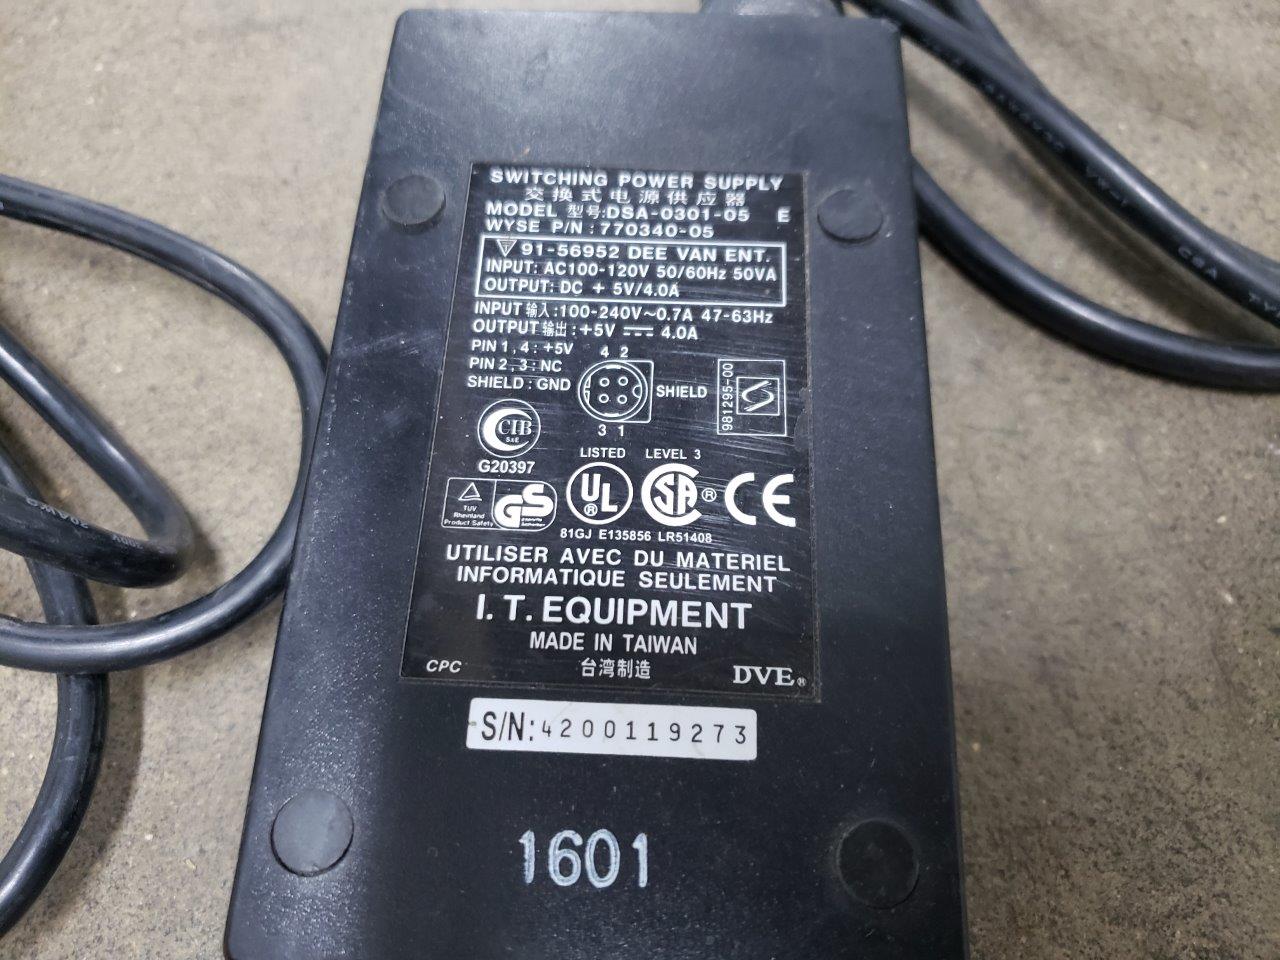 SWITCHING POWER SUPPLY
交换式电源供应器
MODEL 型号:DSA-0301-05 E
WYSE P/N : 770340-05
91-56952 DEE VAN ENT.
INPUT: AC100-120V 50/60Hz 50VA
OUTPUT: DC + 5V/4.0A
INPUT 输入 :100-240V~0.7A 47-63Hz
OUTPUT 输出 : +5V ⎓ 4.0A
PIN 1, 4 : +5V
PIN 2, 3 : NC
SHIELD : GND
4 2
SHIELD
3 1
981295-00
CIB
S&E
G20397
LISTED LEVEL 3
TUV
Rheinland
Product Safety
GS
UL
®
SA ®
CE
81GJ E135856 LR51408
UTILISER AVEC DU MATERIEL
INFORMATIQUE SEULEMENT
I. T. EQUIPMENT
MADE IN TAIWAN
CPC 台湾制造 DVE®
S/N: 4200119273
1601